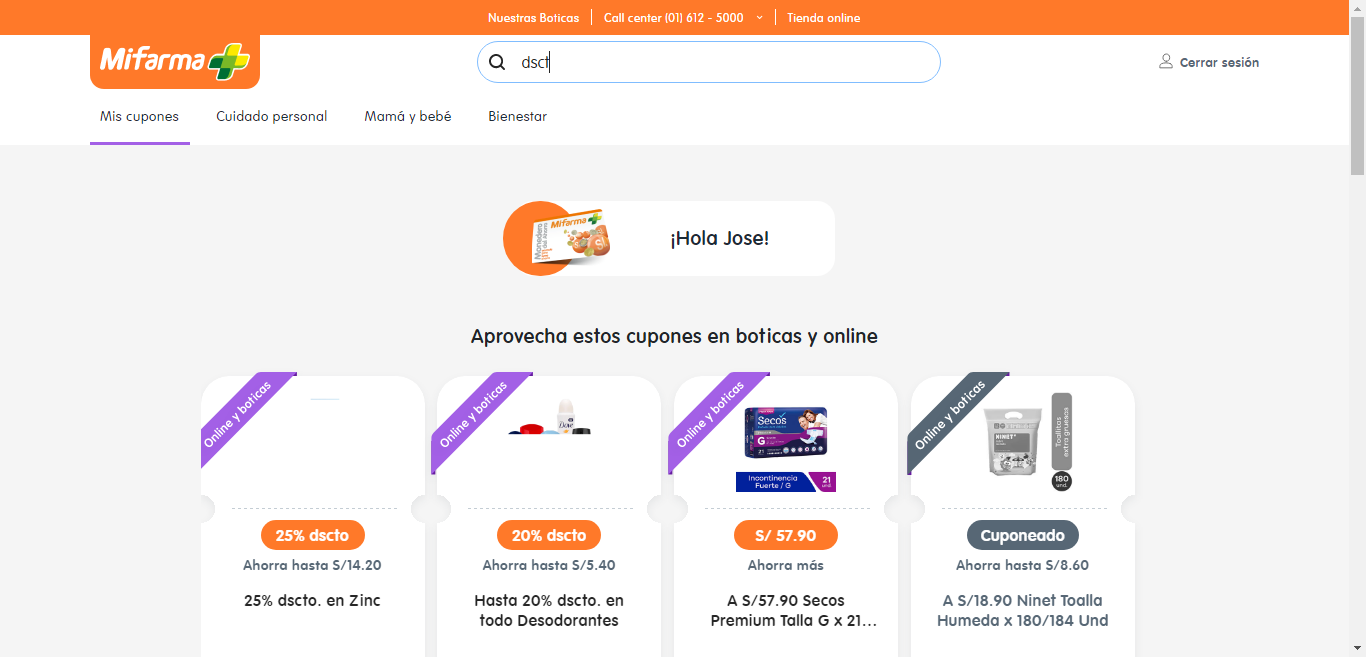 Nuestras Boticas
Call center (01) 612 - 5000
Tienda online
Mifarma
dsct
Cerrar sesión
Mis cupones
Cuidado personal
Mamá y bebé
Bienestar
Monedero
del Ahorro
Mifarma
¡Hola Jose!
Aprovecha estos cupones en boticas y online
Online y boticas
25% dscto
Ahorra hasta S/14.20
25% dscto. en Zinc
Online y boticas
Dove
20% dscto
Ahorra hasta S/5.40
Hasta 20% dscto. en
todo Desodorantes
Online y boticas
Secos
G
21
Incontinencia
Fuerte / G
21
und.
S/ 57.90
Ahorra más
A S/57.90 Secos
Premium Talla G x 21...
Online y boticas
NINET
Toallitas
extra gruesas
180
und.
Cuponeado
Ahorra hasta S/8.60
A S/18.90 Ninet Toalla
Humeda x 180/184 Und